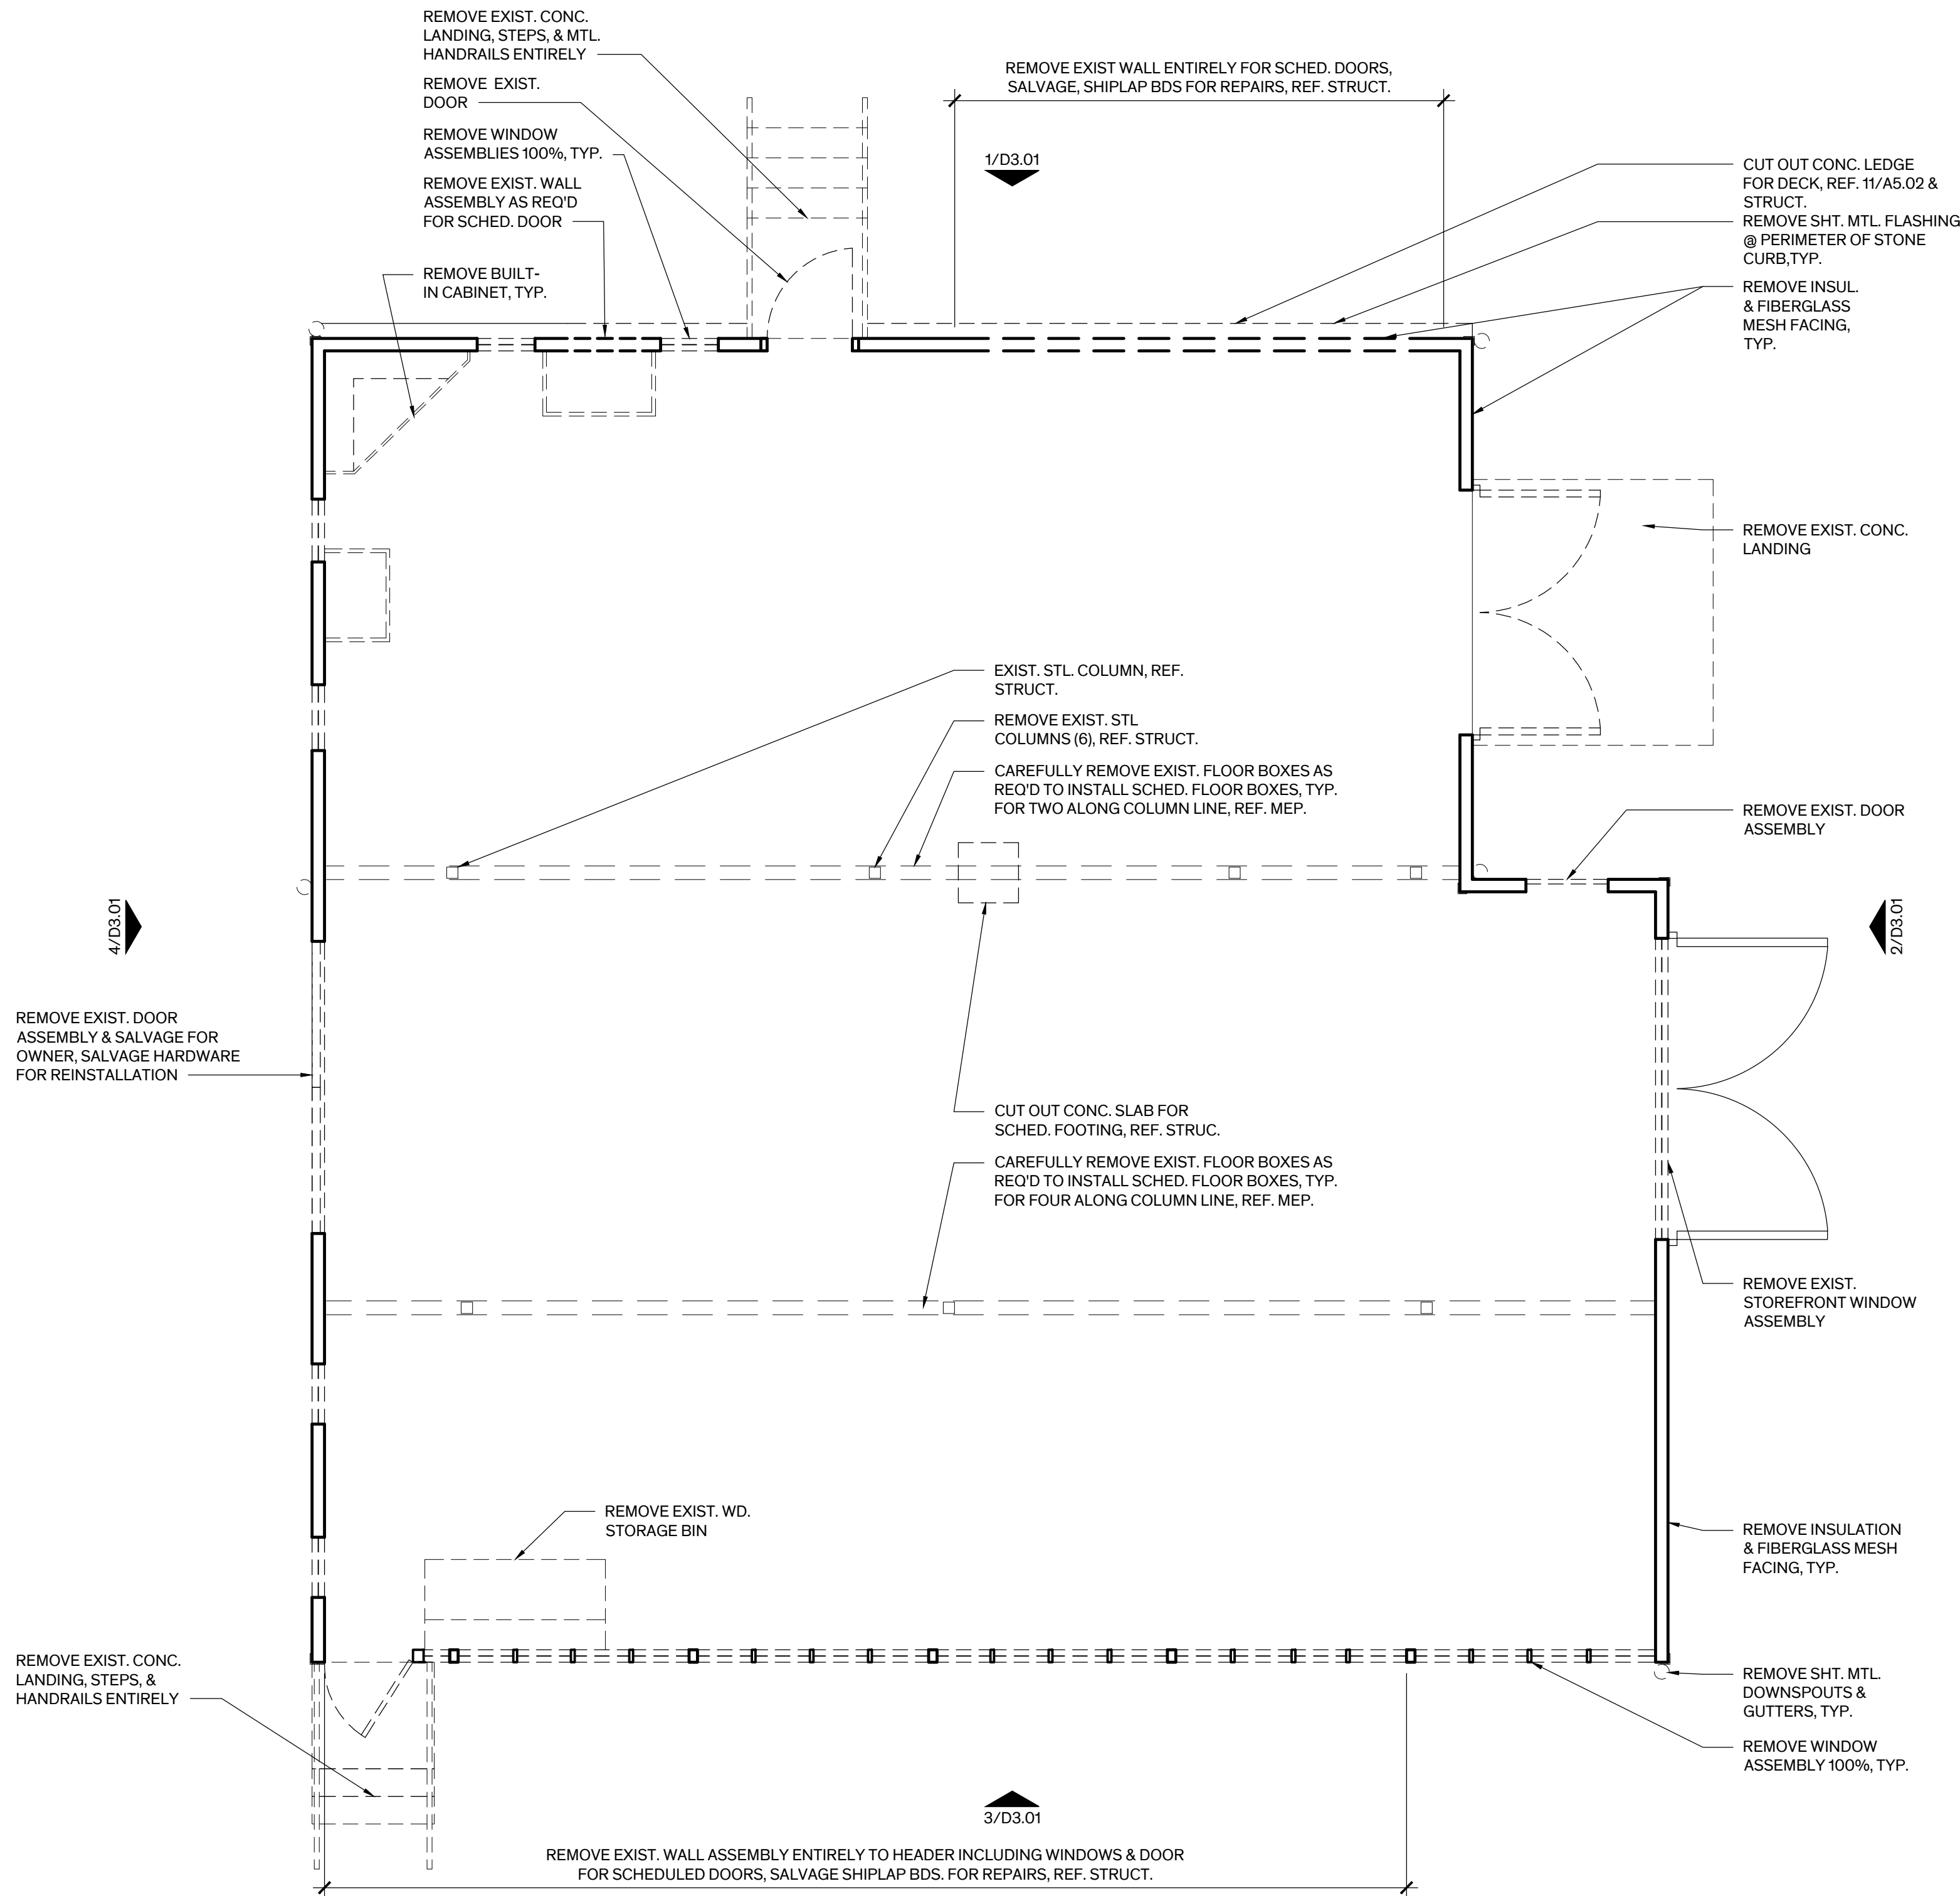 REMOVE EXIST. CONC.
LANDING, STEPS, & MTL.
HANDRAILS ENTIRELY
REMOVE EXIST.
DOOR
REMOVE WINDOW
ASSEMBLIES 100%, TYP.
REMOVE EXIST. WALL
ASSEMBLY AS REQ'D
FOR SCHED. DOOR
REMOVE BUILT-
IN CABINET, TYP.
REMOVE EXIST WALL ENTIRELY FOR SCHED. DOORS,
SALVAGE, SHIPLAP BDS FOR REPAIRS, REF. STRUCT.
1/D3.01
CUT OUT CONC. LEDGE
FOR DECK, REF. 11/A5.02 &
STRUCT.
REMOVE SHT. MTL. FLASHING
@ PERIMETER OF STONE
CURB,TYP.
REMOVE INSUL.
& FIBERGLASS
MESH FACING,
TYP.
REMOVE EXIST. CONC.
LANDING
EXIST. STL. COLUMN, REF.
STRUCT.
REMOVE EXIST. STL
COLUMNS (6), REF. STRUCT.
CAREFULLY REMOVE EXIST. FLOOR BOXES AS
REQ'D TO INSTALL SCHED. FLOOR BOXES, TYP.
FOR TWO ALONG COLUMN LINE, REF. MEP.
REMOVE EXIST. DOOR
ASSEMBLY
4/D3.01
2/D3.01
REMOVE EXIST. DOOR
ASSEMBLY & SALVAGE FOR
OWNER, SALVAGE HARDWARE
FOR REINSTALLATION
CUT OUT CONC. SLAB FOR
SCHED. FOOTING, REF. STRUC.
CAREFULLY REMOVE EXIST. FLOOR BOXES AS
REQ'D TO INSTALL SCHED. FLOOR BOXES, TYP.
FOR FOUR ALONG COLUMN LINE, REF. MEP.
REMOVE EXIST.
STOREFRONT WINDOW
ASSEMBLY
REMOVE EXIST. WD.
STORAGE BIN
REMOVE INSULATION
& FIBERGLASS MESH
FACING, TYP.
REMOVE EXIST. CONC.
LANDING, STEPS, &
HANDRAILS ENTIRELY
REMOVE SHT. MTL.
DOWNSPOUTS &
GUTTERS, TYP.
REMOVE WINDOW
ASSEMBLY 100%, TYP.
3/D3.01
REMOVE EXIST. WALL ASSEMBLY ENTIRELY TO HEADER INCLUDING WINDOWS & DOOR
FOR SCHEDULED DOORS, SALVAGE SHIPLAP BDS. FOR REPAIRS, REF. STRUCT.